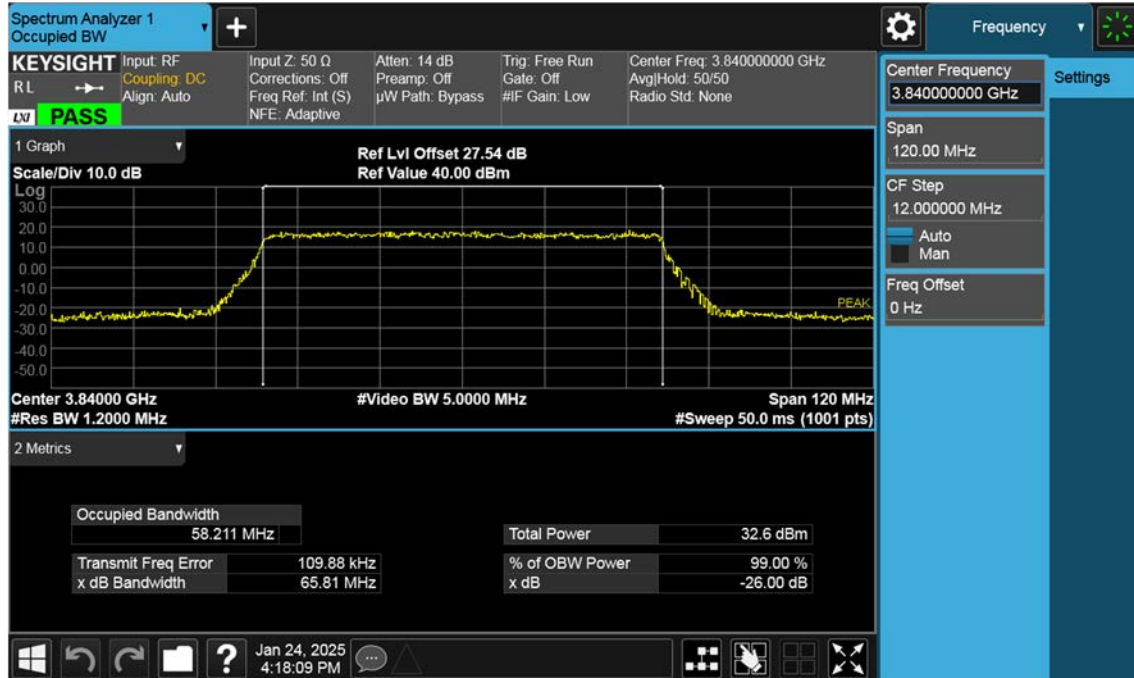 Spectrum Analyzer 1
Occupied BW
+
Frequency
KEYSIGHT
R L
LXI PASS
Input: RF
Coupling: DC
Align: Auto
Input Z: 50 Ω
Corrections: Off
Freq Ref: Int (S)
NFE: Adaptive
Atten: 14 dB
Preamp: Off
µW Path: Bypass
Trig: Free Run
Gate: Off
#IF Gain: Low
Center Freq: 3.840000000 GHz
Avg|Hold: 50/50
Radio Std: None
Center Frequency
3.840000000 GHz
Settings
Span
120.00 MHz
CF Step
12.000000 MHz
Auto
Man
Freq Offset
0 Hz
1 Graph
Scale/Div 10.0 dB
Ref Lvl Offset 27.54 dB
Ref Value 40.00 dBm
Log
30.0
20.0
10.0
0.00
-10.0
-20.0
-30.0
-40.0
-50.0
PEAK
Center 3.84000 GHz
#Res BW 1.2000 MHz
#Video BW 5.0000 MHz
Span 120 MHz
#Sweep 50.0 ms (1001 pts)
2 Metrics
Occupied Bandwidth
58.211 MHz
Total Power 32.6 dBm
Transmit Freq Error 109.88 kHz
% of OBW Power 99.00 %
x dB Bandwidth 65.81 MHz
x dB -26.00 dB
?
Jan 24, 2025
4:18:09 PM